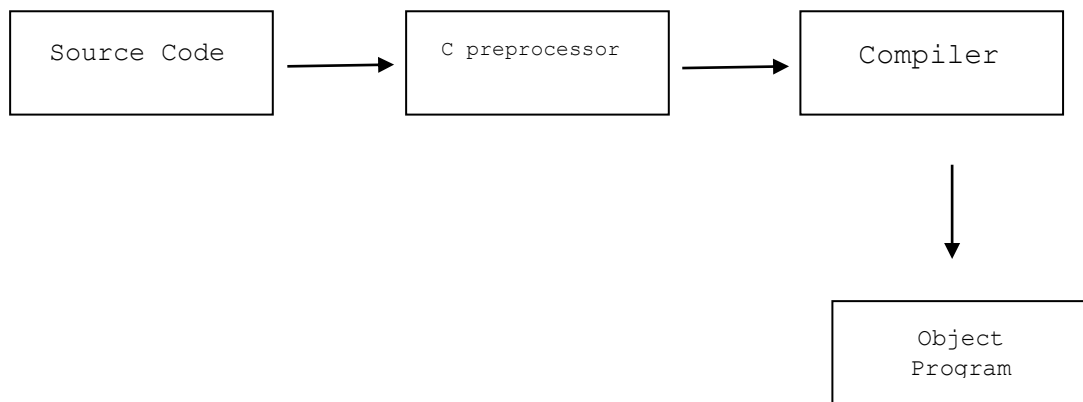 Source Code
C preprocessor
Compiler
Object
Program